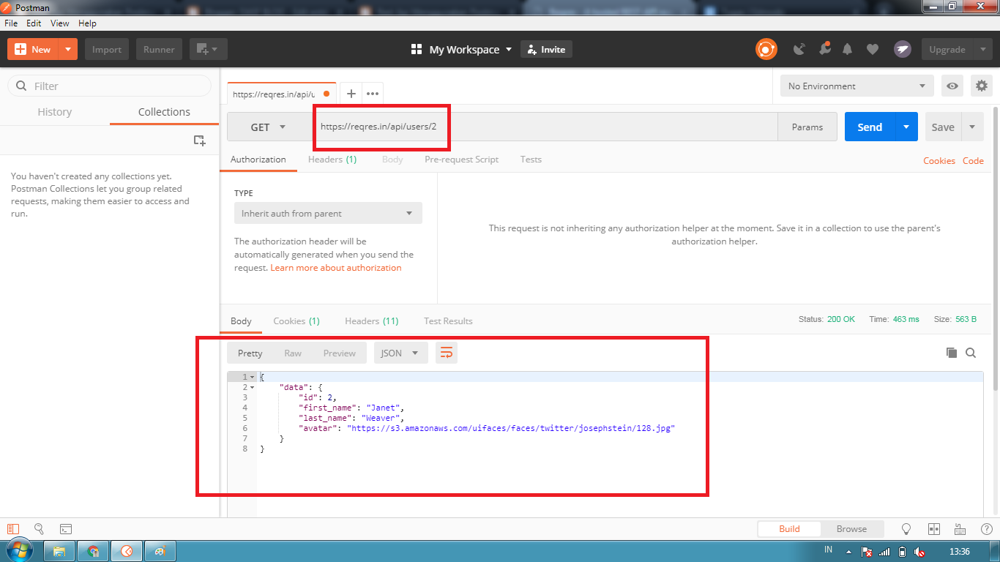 Postman
File Edit View Help
New Import Runner My Workspace Invite Upgrade
Filter
History Collections
You haven't created any collections yet.
Postman Collections let you group related
requests, making them easier to access and
run.
https://reqres.in/api/u
No Environment
GET https://reqres.in/api/users/2 Params Send Save
Authorization Headers (1) Body Pre-request Script Tests Cookies Code
TYPE
Inherit auth from parent
The authorization header will be
automatically generated when you send the
request. Learn more about authorization
This request is not inheriting any authorization helper at the moment. Save it in a collection to use the parent's
authorization helper.
Body Cookies (1) Headers (11) Test Results Status: 200 OK Time: 463 ms Size: 563 B
Pretty Raw Preview JSON
1 {
2 "data": {
3 "id": 2,
4 "first_name": "Janet",
5 "last_name": "Weaver",
6 "avatar": "https://s3.amazonaws.com/uifaces/faces/twitter/josephstein/128.jpg"
7 }
8 }
Build Browse
IN 13:36